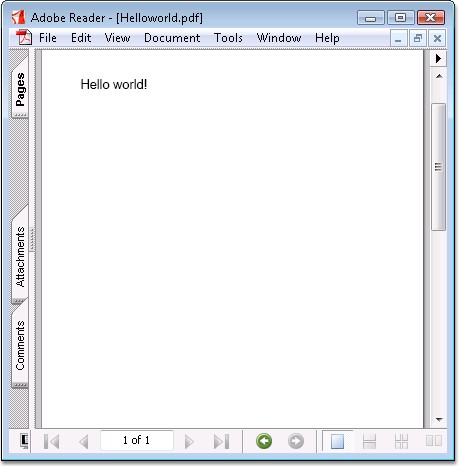 Adobe Reader - [Helloworld.pdf]
File Edit View Document Tools Window Help
Pages
Hello world!
Attachments
Comments
1 of 1